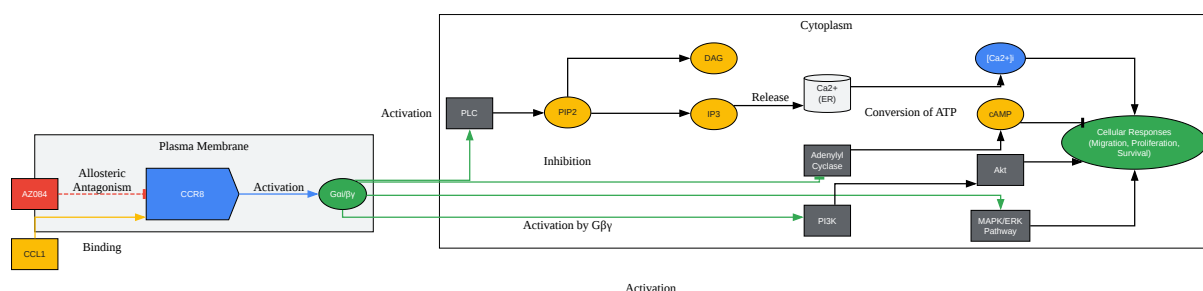 Cytoplasm
DAG
[Ca2+]i
Ca2+
(ER)
Release
Activation
PLC
PIP2
IP3
Conversion of ATP
cAMP
Cellular Responses
(Migration, Proliferation,
Survival)
Plasma Membrane
Inhibition
Adenylyl
Cyclase
Akt
Allosteric
Antagonism
AZ084
CCR8
Activation
Gαi/βγ
Activation by Gβγ
PI3K
MAPK/ERK
Pathway
Binding
CCL1
Activation